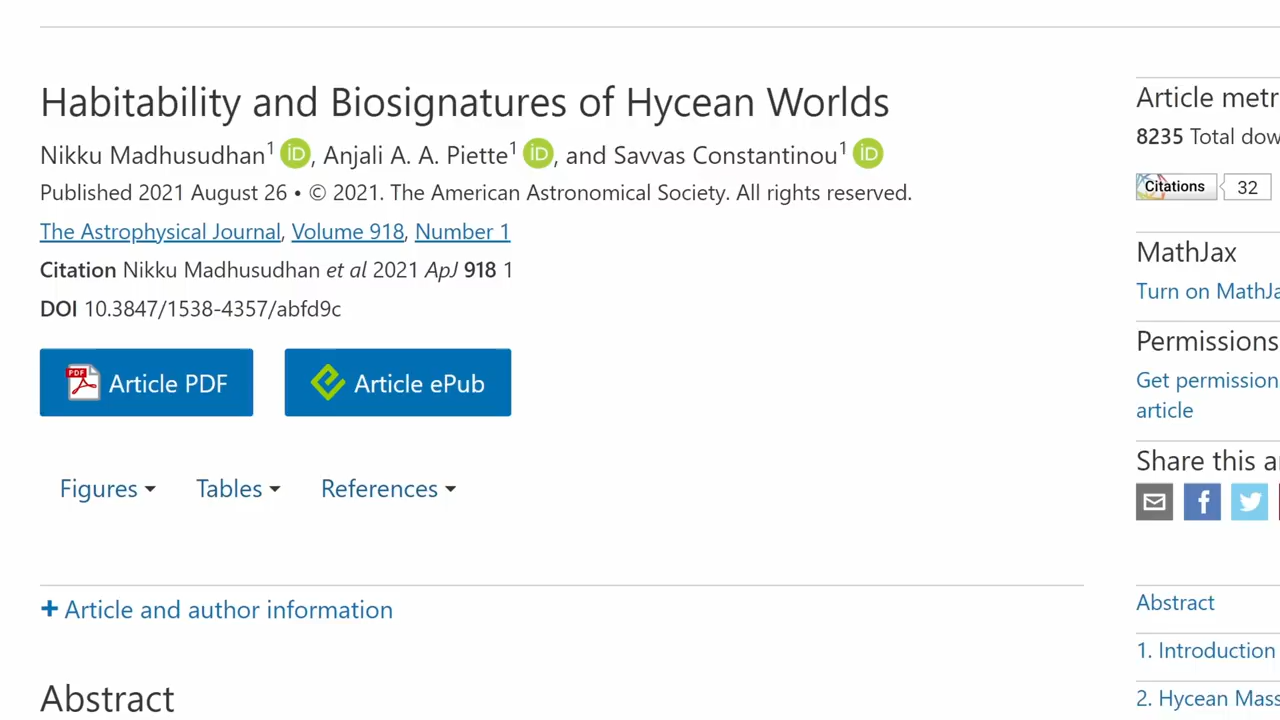 Habitability and Biosignatures of Hycean Worlds
Nikku Madhusudhan1 iD, Anjali A. A. Piette1 iD, and Savvas Constantinou1 iD
Published 2021 August 26 • © 2021. The American Astronomical Society. All rights reserved.
The Astrophysical Journal, Volume 918, Number 1
Citation Nikku Madhusudhan et al 2021 ApJ 918 1
DOI 10.3847/1538-4357/abfd9c
PDF Article PDF
Article ePub
Figures
Tables
References
+ Article and author information
Abstract
Article metr
8235 Total dow
Citations 32
MathJax
Turn on MathJa
Permissions
Get permission
article
Share this a
Abstract
1. Introduction
2. Hycean Mass